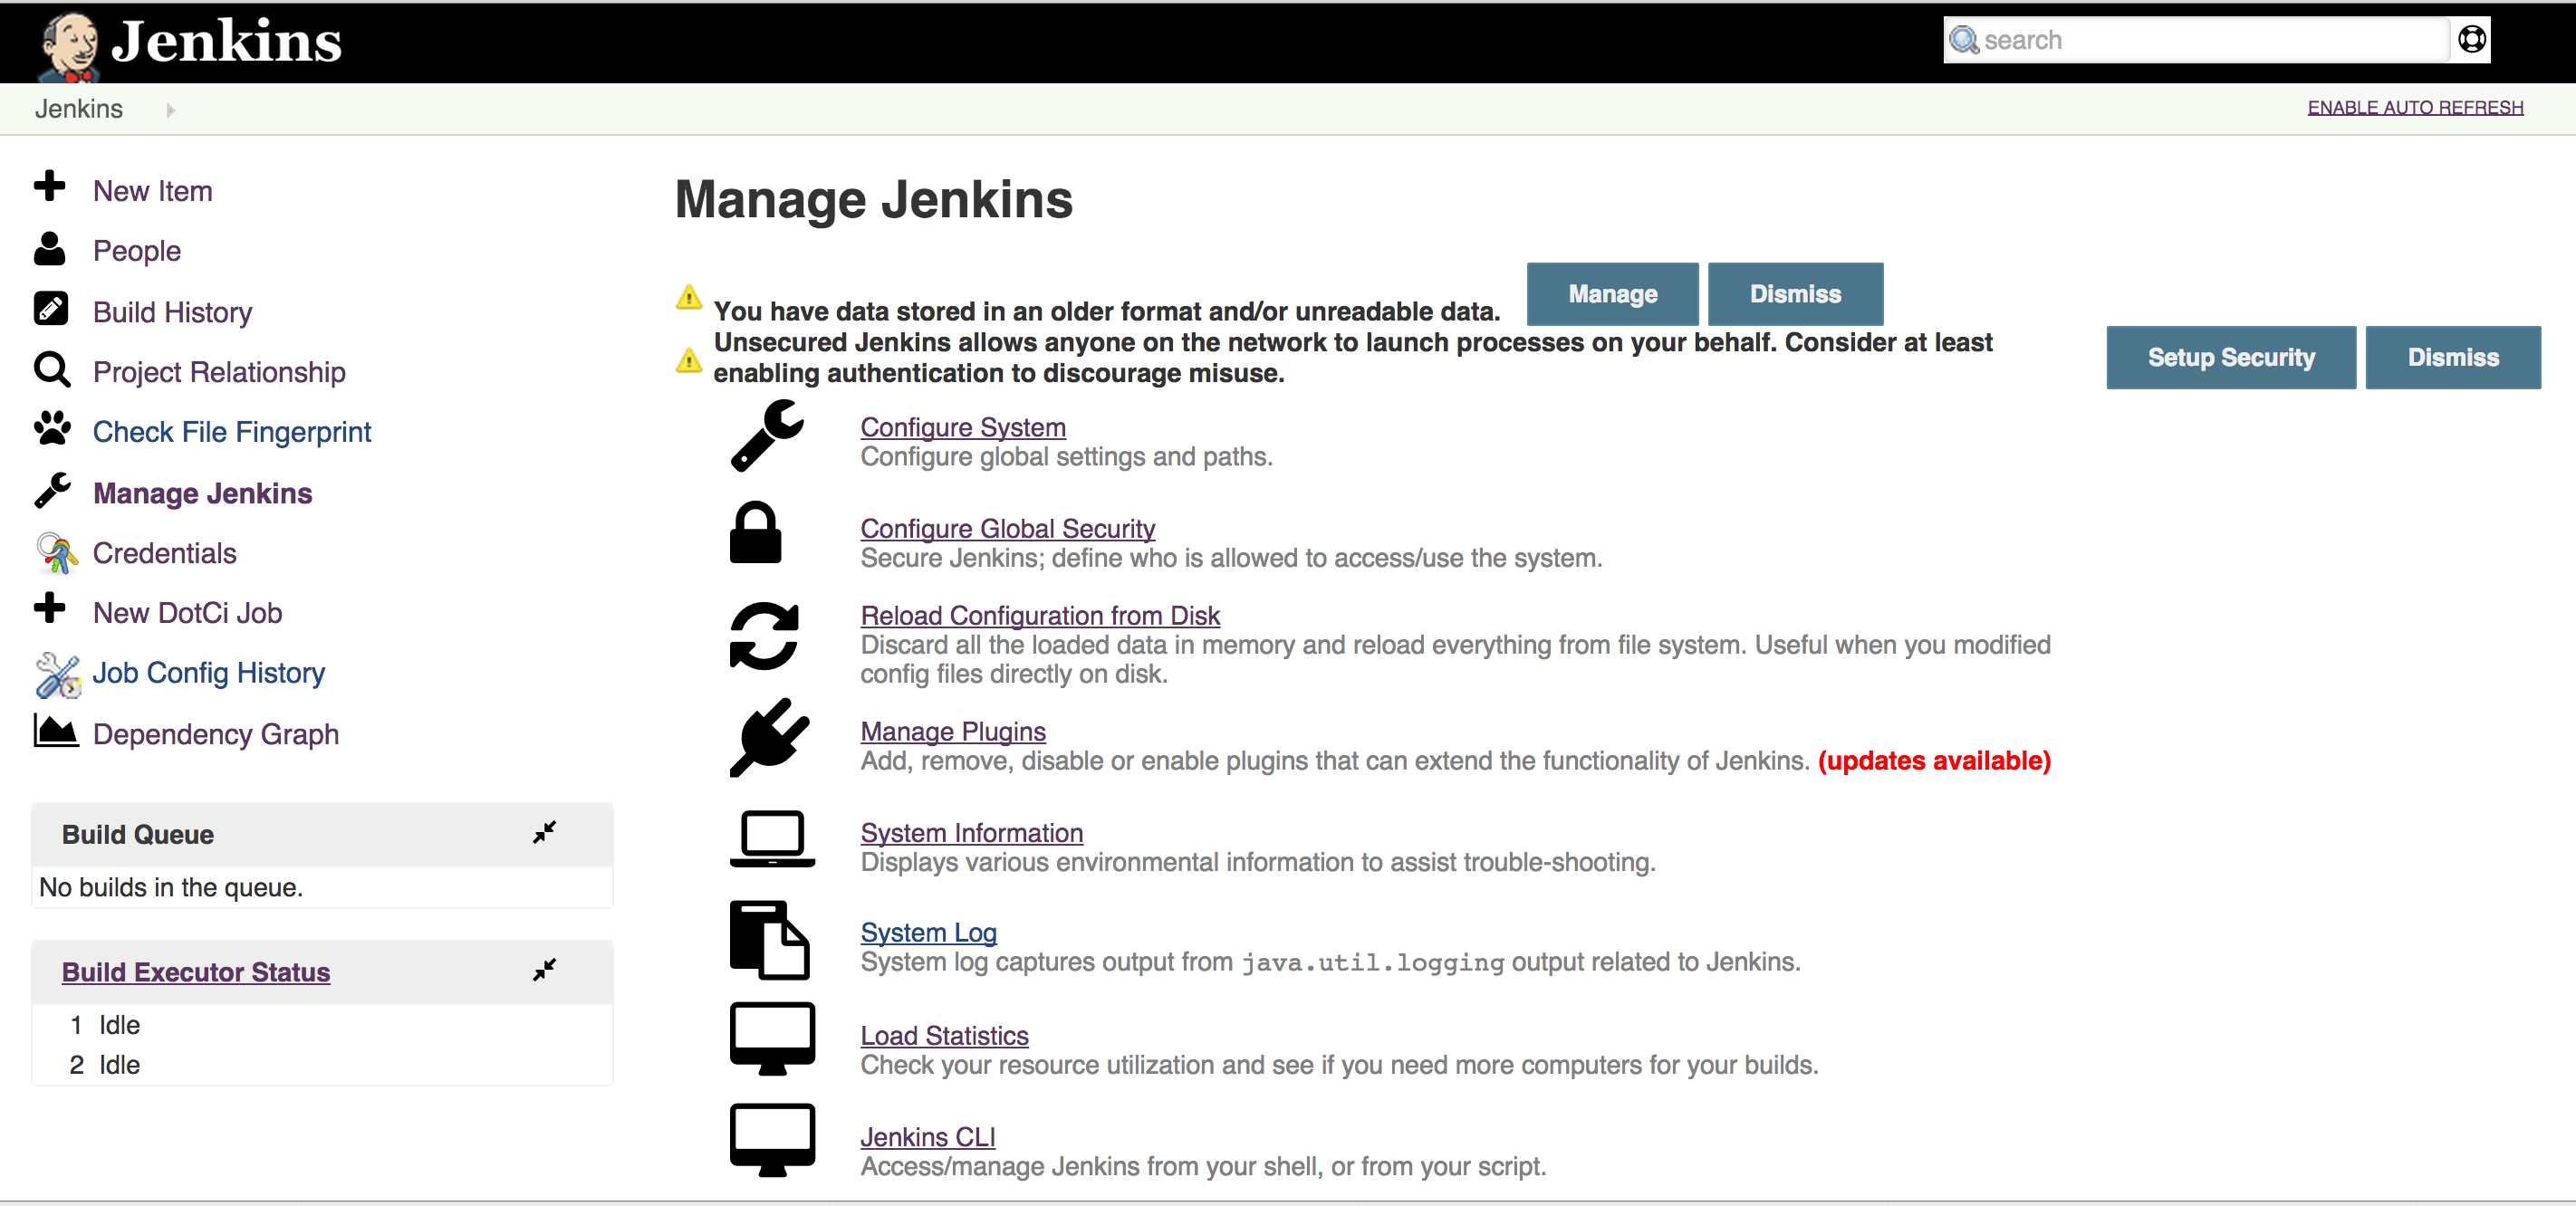 Jenkins
search
Jenkins
ENABLE AUTO REFRESH
New Item
People
Build History
Project Relationship
Check File Fingerprint
Manage Jenkins
Credentials
New DotCi Job
Job Config History
Dependency Graph
Build Queue
No builds in the queue.
Build Executor Status
1 Idle
2 Idle
Manage Jenkins
You have data stored in an older format and/or unreadable data.
Manage
Dismiss
Unsecured Jenkins allows anyone on the network to launch processes on your behalf. Consider at least
enabling authentication to discourage misuse.
Setup Security
Dismiss
Configure System
Configure global settings and paths.
Configure Global Security
Secure Jenkins; define who is allowed to access/use the system.
Reload Configuration from Disk
Discard all the loaded data in memory and reload everything from file system. Useful when you modified
config files directly on disk.
Manage Plugins
Add, remove, disable or enable plugins that can extend the functionality of Jenkins. (updates available)
System Information
Displays various environmental information to assist trouble-shooting.
System Log
System log captures output from java.util.logging output related to Jenkins.
Load Statistics
Check your resource utilization and see if you need more computers for your builds.
Jenkins CLI
Access/manage Jenkins from your shell, or from your script.